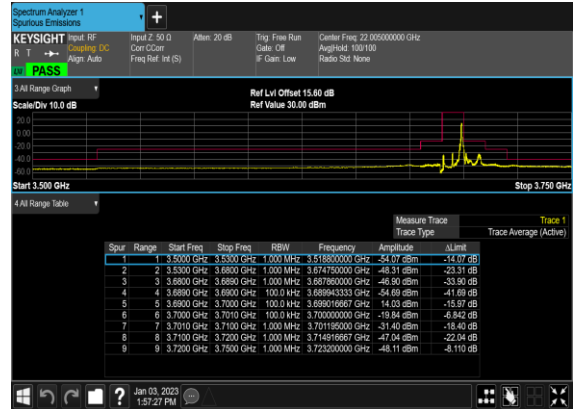 Spectrum Analyzer 1
Spurious Emissions
KEYSIGHT Input: RF Input Z: 50 Ω Atten: 20 dB Trig: Free Run Center Freq: 22.005000000 GHz
R T Coupling: DC Corr CCorr Gate: Off Avg|Hold: 100/100
Align: Auto Freq Ref: Int (S) IF Gain: Low Radio Std: None
PASS
3 All Range Graph
Ref Lvl Offset 15.60 dB
Scale/Div 10.0 dB Ref Value 30.00 dBm
20.0
0.00
-20.0
-40.0
-60.0
Start 3.500 GHz Stop 3.750 GHz
4 All Range Table
Measure Trace Trace 1
Trace Type Trace Average (Active)
Spur Range Start Freq Stop Freq RBW Frequency Amplitude ΔLimit
1 1 3.5000 GHz 3.5300 GHz 1.000 MHz 3.518800000 GHz -54.07 dBm -14.07 dB
2 2 3.5300 GHz 3.6800 GHz 1.000 MHz 3.674750000 GHz -48.31 dBm -23.31 dB
3 3 3.6800 GHz 3.6890 GHz 1.000 MHz 3.687860000 GHz -46.90 dBm -33.90 dB
4 4 3.6890 GHz 3.6900 GHz 100.0 kHz 3.689943333 GHz -54.69 dBm -41.69 dB
5 5 3.6900 GHz 3.7000 GHz 100.0 kHz 3.699016667 GHz 14.03 dBm -15.97 dB
6 6 3.7000 GHz 3.7010 GHz 100.0 kHz 3.700000000 GHz -19.84 dBm -6.842 dB
7 7 3.7010 GHz 3.7100 GHz 1.000 MHz 3.701195000 GHz -31.40 dBm -18.40 dB
8 8 3.7100 GHz 3.7200 GHz 1.000 MHz 3.714916667 GHz -47.04 dBm -22.04 dB
9 9 3.7200 GHz 3.7500 GHz 1.000 MHz 3.723200000 GHz -48.11 dBm -8.110 dB
? Jan 03, 2023
1:57:27 PM